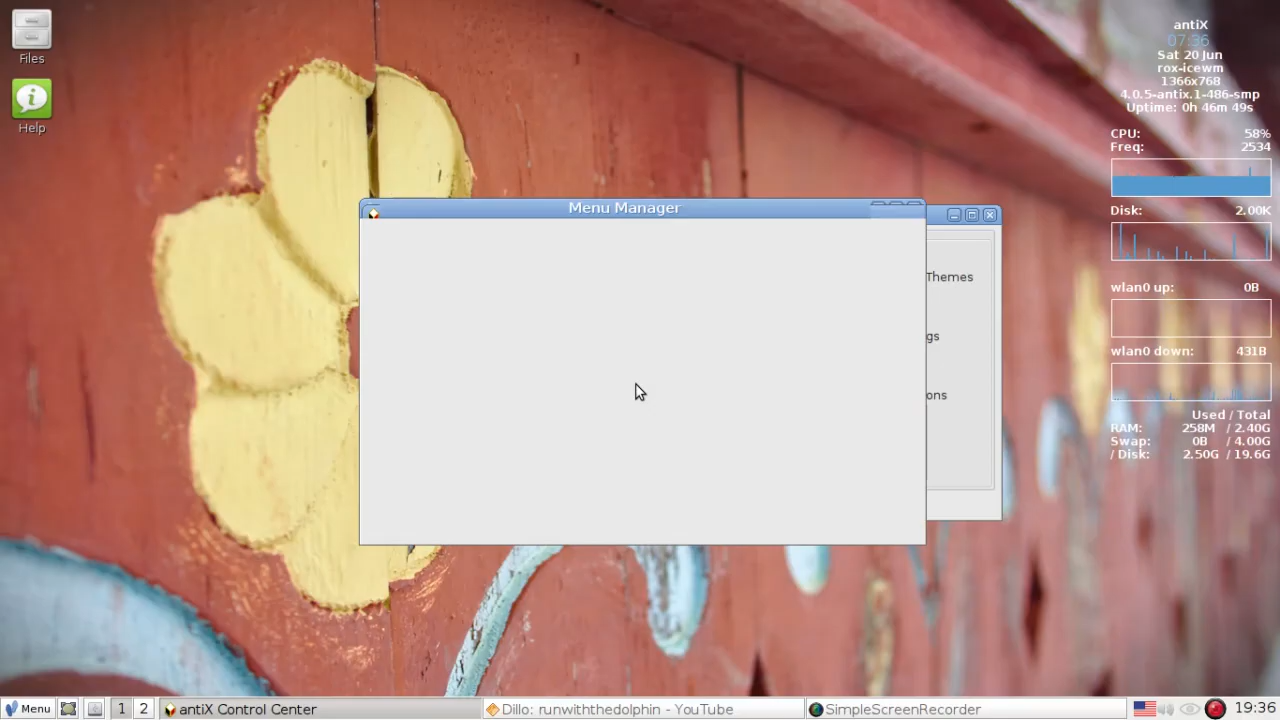 Files
Help
antiX
07:36
Sat 20 Jun
rox-icewm
1366x768
4.0.5-antix.1-486-smp
Uptime: 0h 46m 49s
CPU: 58%
Freq: 2534
Disk: 2.00K
wlan0 up: 0B
wlan0 down: 431B
Used / Total
RAM: 258M / 2.40G
Swap: 0B / 4.00G
/ Disk: 2.50G / 19.6G
Menu Manager
Themes
gs
ons
Menu
1
2
antiX Control Center
Dillo: runwiththedolphin - YouTube
SimpleScreenRecorder
19:36